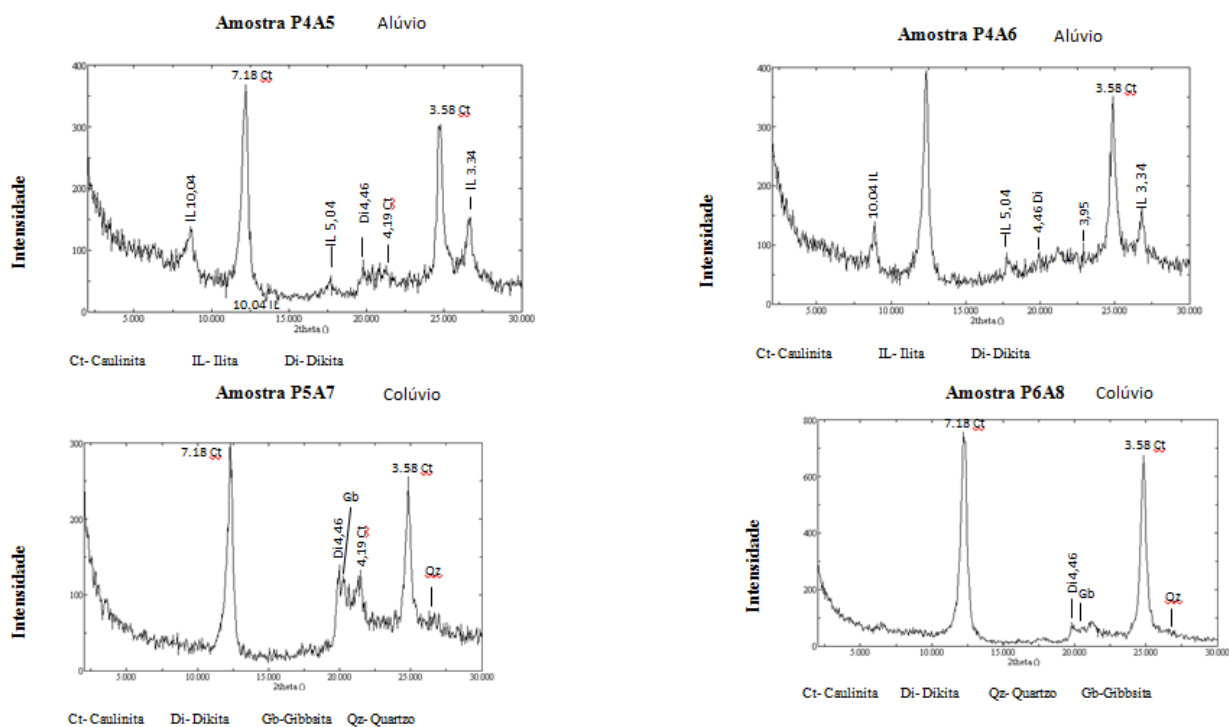 Amostra P4A5 Alúvio
Intensidade
400
300
200
100
0
5.000 10.000 15.000 20.000 25.000 30.000
2theta ()
IL 10,04
7.18 Ct
10.04 IL
IL 5,04
Di 4,46
4,19 Ct
3.58 Ct
IL 3.34
Ct- Caulinita IL- Ilita Di- Dikita
Amostra P4A6 Alúvio
Intensidade
400
300
200
100
0
5.000 10.000 15.000 20.000 25.000 30.000
2theta ()
10.04 IL
IL 5,04
4,46 Di
3,95
3.58 Ct
IL 3,34
Ct- Caulinita IL- Ilita Di- Dikita
Amostra P5A7 Colúvio
Intensidade
300
200
100
0
5.000 10.000 15.000 20.000 25.000 30.000
2theta ()
7.18 Ct
Di 4,46
Gb
4,19 Ct
3.58 Ct
Qz
Ct- Caulinita Di- Dikita Gb-Gibbsita Qz- Quartzo
Amostra P6A8 Colúvio
Intensidade
800
600
400
200
0
5.000 10.000 15.000 20.000 25.000 30.000
2theta ()
7.18 Ct
Di 4,46
Gb
3.58 Ct
Qz
Ct- Caulinita Di- Dikita Qz- Quartzo Gb-Gibbsita